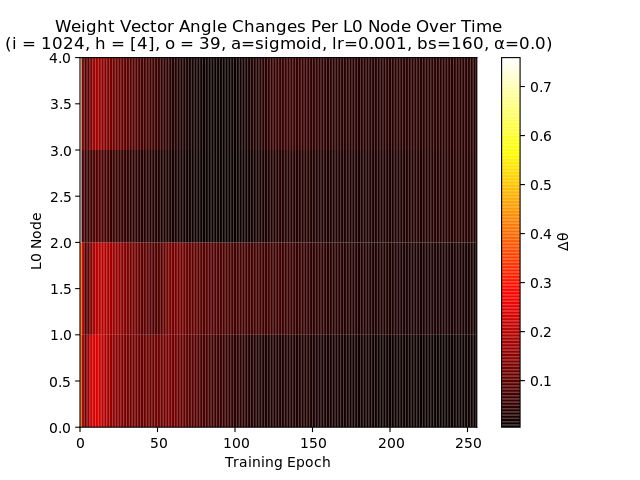 Weight Vector Angle Changes Per L0 Node Over Time
(i = 1024, h = [4], o = 39, a=sigmoid, lr=0.001, bs=160, α=0.0)
4.0
3.5
3.0
2.5
2.0
1.5
1.0
0.5
0.0
L0 Node
0 50 100 150 200 250
Training Epoch
0.7
0.6
0.5
0.4
0.3
0.2
0.1
Δθ